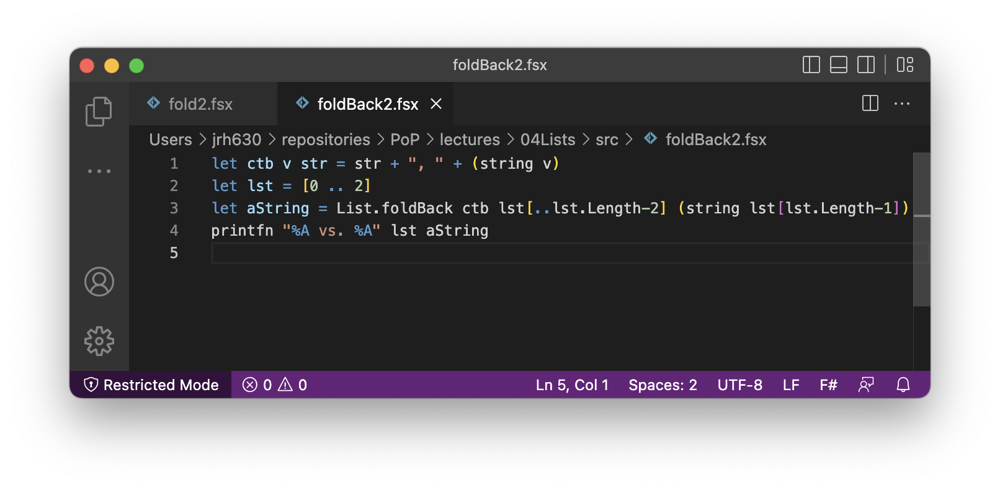 foldBack2.fsx
fold2.fsx foldBack2.fsx
Users > jrh630 > repositories > PoP > lectures > 04Lists > src > foldBack2.fsx
1 let ctb v str = str + ", " + (string v)
2 let lst = [0 .. 2]
3 let aString = List.foldBack ctb lst[..lst.Length-2] (string lst[lst.Length-1])
4 printfn "%A vs. %A" lst aString
5
Restricted Mode 0 0 Ln 5, Col 1 Spaces: 2 UTF-8 LF F#